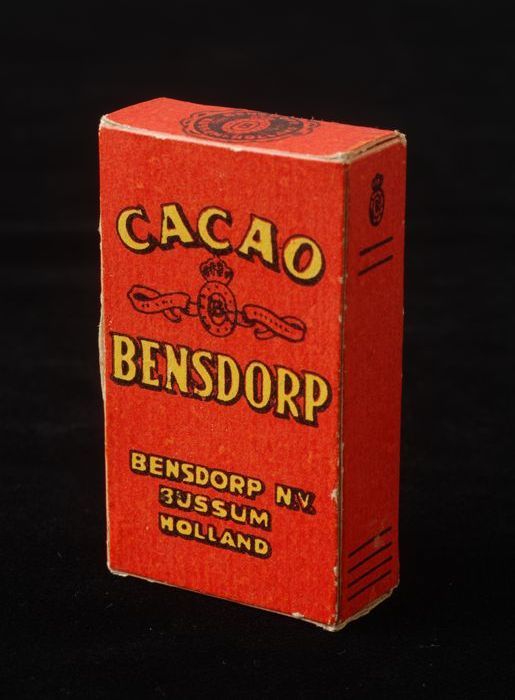 CACAO
BENSDORP
BENSDORP N.V.
BUSSUM
HOLLAND